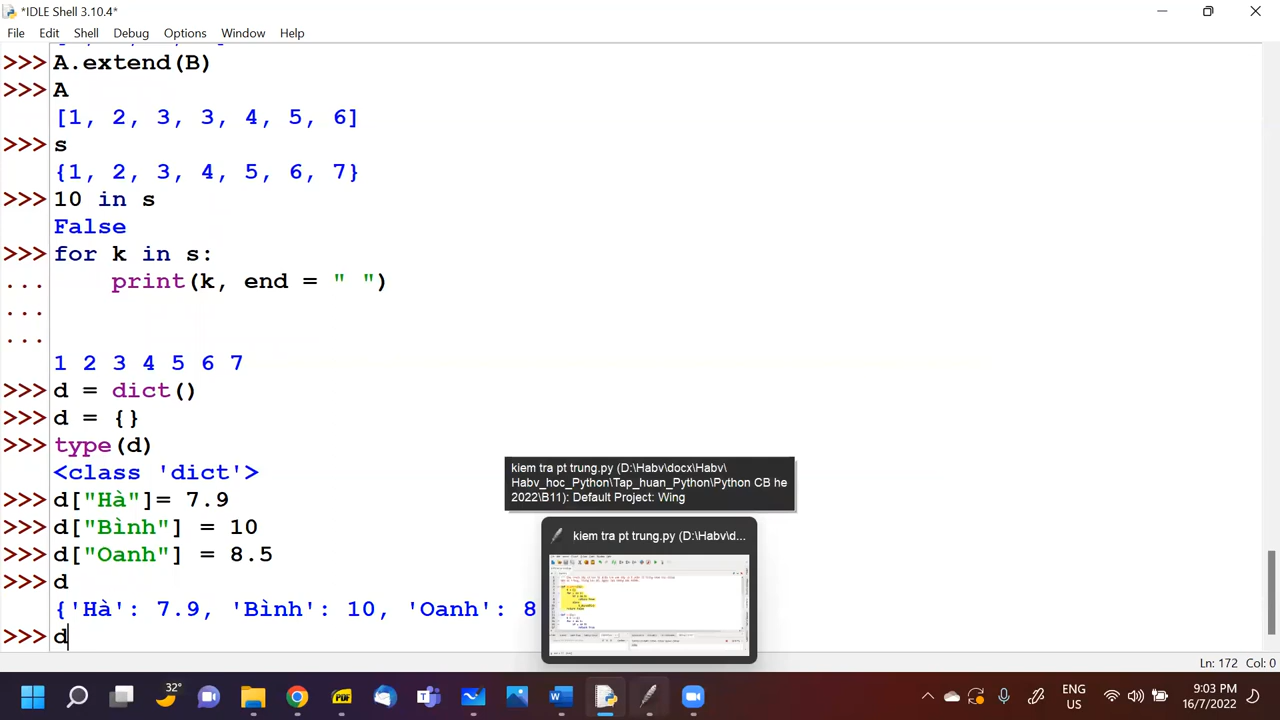 *IDLE Shell 3.10.4*
File Edit Shell Debug Options Window Help
>>> A.extend(B)
>>> A
[1, 2, 3, 3, 4, 5, 6]
>>> s
{1, 2, 3, 4, 5, 6, 7}
>>> 10 in s
False
>>> for k in s:
... print(k, end = " ")
...
...
1 2 3 4 5 6 7
>>> d = dict()
>>> d = {}
>>> type(d)
<class 'dict'>
>>> d["Hà"]= 7.9
>>> d["Bình"] = 10
>>> d["Oanh"] = 8.5
>>> d
{'Hà': 7.9, 'Bình': 10, 'Oanh': 8
>>> d
kiem tra pt trung.py (D:\Habv\docx\Habv\
Habv_hoc_Python\Tap_huan_Python\Python CB he
2022\B11): Default Project: Wing
kiem tra pt trung.py (D:\Habv\d...
Ln: 172 Col: 0
32°
PDF
ENG
US
9:03 PM
16/7/2022